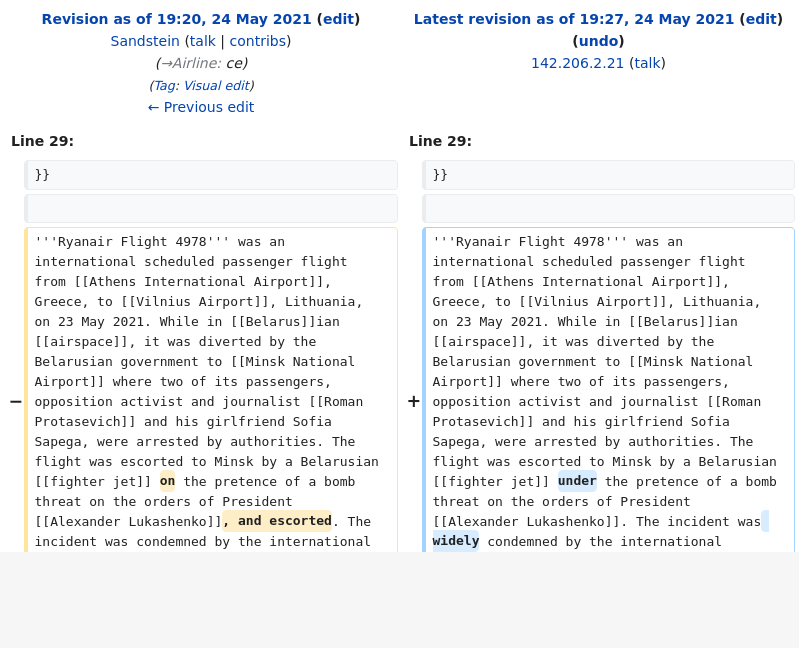 Revision as of 19:20, 24 May 2021 (edit)
Sandstein (talk | contribs)
(→Airline: ce)
(Tag: Visual edit)
← Previous edit
Latest revision as of 19:27, 24 May 2021 (edit)
(undo)
142.206.2.21 (talk)
Line 29:
}}
− '''Ryanair Flight 4978''' was an
international scheduled passenger flight
from [[Athens International Airport]],
Greece, to [[Vilnius Airport]], Lithuania,
on 23 May 2021. While in [[Belarus]]ian
[[airspace]], it was diverted by the
Belarusian government to [[Minsk National
Airport]] where two of its passengers,
opposition activist and journalist [[Roman
Protasevich]] and his girlfriend Sofia
Sapega, were arrested by authorities. The
flight was escorted to Minsk by a Belarusian
[[fighter jet]] on the pretence of a bomb
threat on the orders of President
[[Alexander Lukashenko]], and escorted. The
incident was condemned by the international
Line 29:
}}
+ '''Ryanair Flight 4978''' was an
international scheduled passenger flight
from [[Athens International Airport]],
Greece, to [[Vilnius Airport]], Lithuania,
on 23 May 2021. While in [[Belarus]]ian
[[airspace]], it was diverted by the
Belarusian government to [[Minsk National
Airport]] where two of its passengers,
opposition activist and journalist [[Roman
Protasevich]] and his girlfriend Sofia
Sapega, were arrested by authorities. The
flight was escorted to Minsk by a Belarusian
[[fighter jet]] under the pretence of a bomb
threat on the orders of President
[[Alexander Lukashenko]]. The incident was
widely condemned by the international